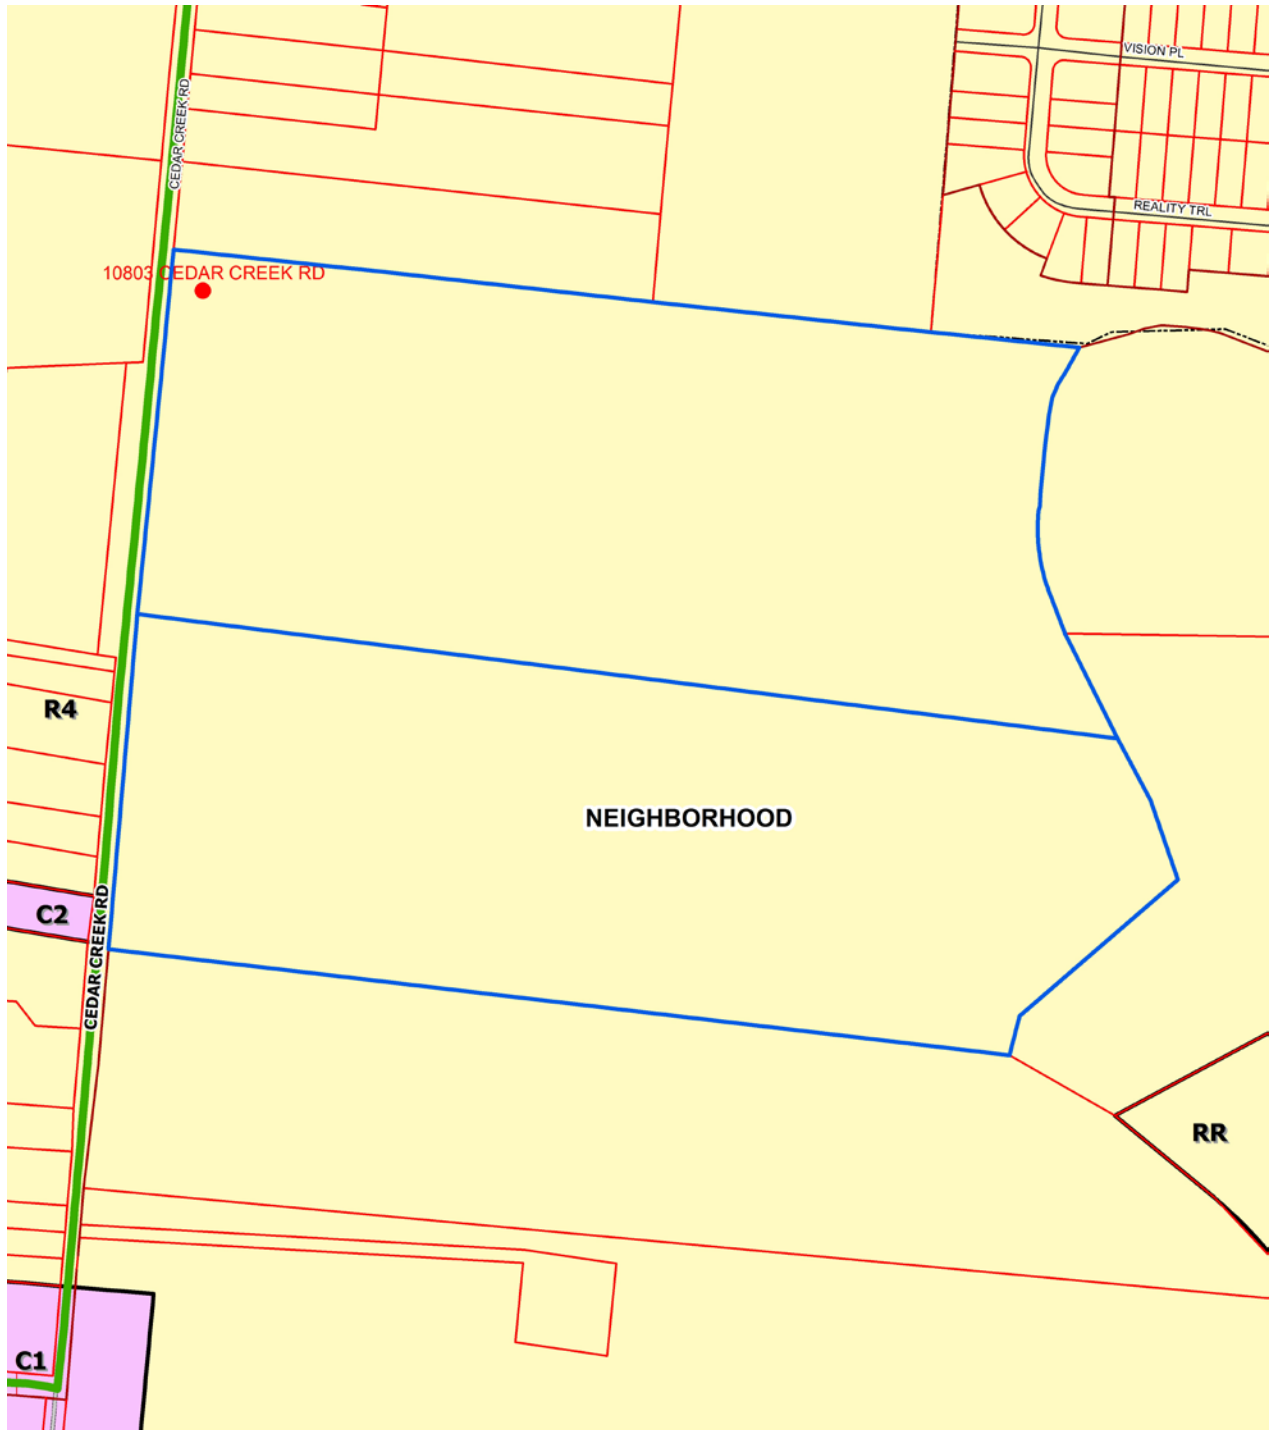 VISION PL
CEDAR CREEK RD
REALITY TRL
10803 CEDAR CREEK RD
R4
NEIGHBORHOOD
C2
CEDAR CREEK RD
RR
C1